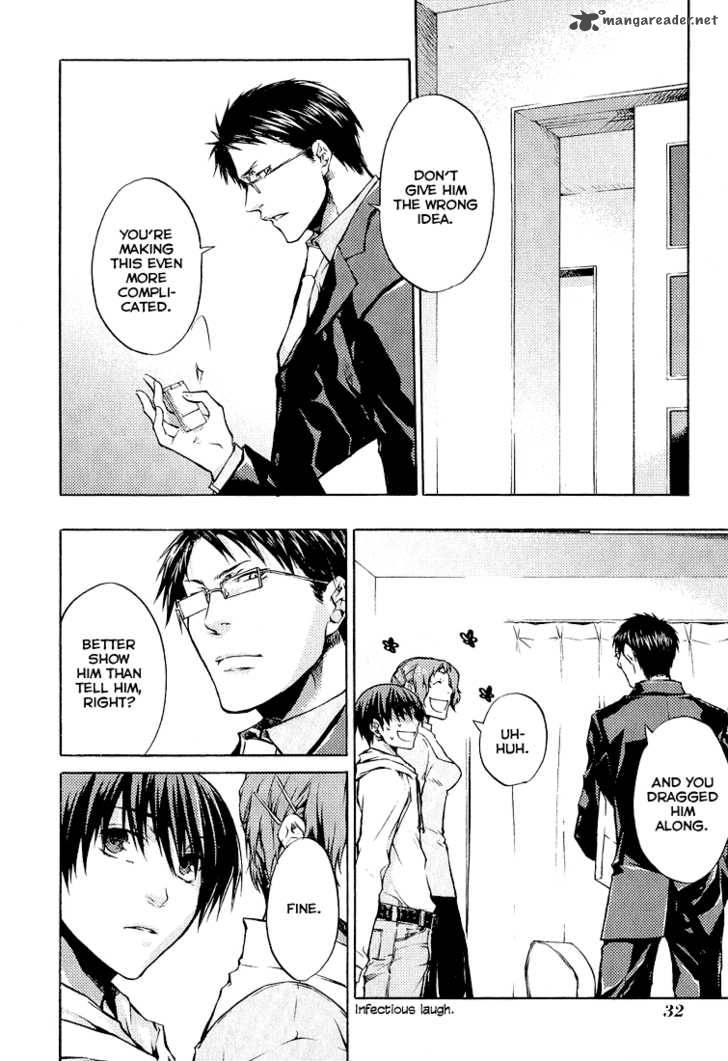 mangareader.net
DON'T
GIVE HIM
THE WRONG
IDEA.
YOU'RE
MAKING
THIS EVEN
MORE
COMPLI-
CATED.
AND YOU
DRAGGED
HIM
ALONG.
UH-
HUH.
Infectious laugh.
BETTER
SHOW
HIM THAN
TELL HIM,
RIGHT?
FINE.
32